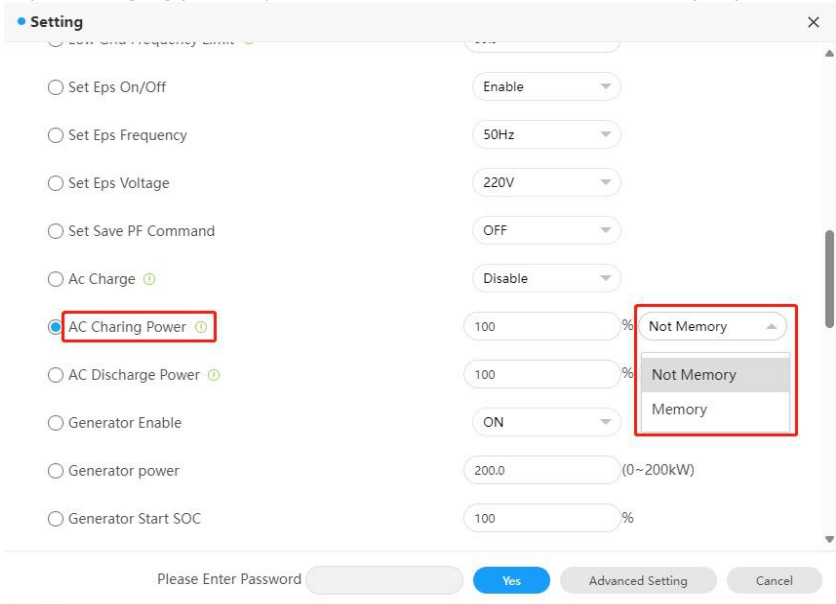 Setting
Set Eps On/Off Enable
Set Eps Frequency 50Hz
Set Eps Voltage 220V
Set Save PF Command OFF
Ac Charge Disable
AC Charing Power 100 % Not Memory
Not Memory
AC Discharge Power 100 %
Memory
Generator Enable ON
Generator power 200.0 (0~200kW)
Generator Start SOC 100 %
Please Enter Password Yes Advanced Setting Cancel